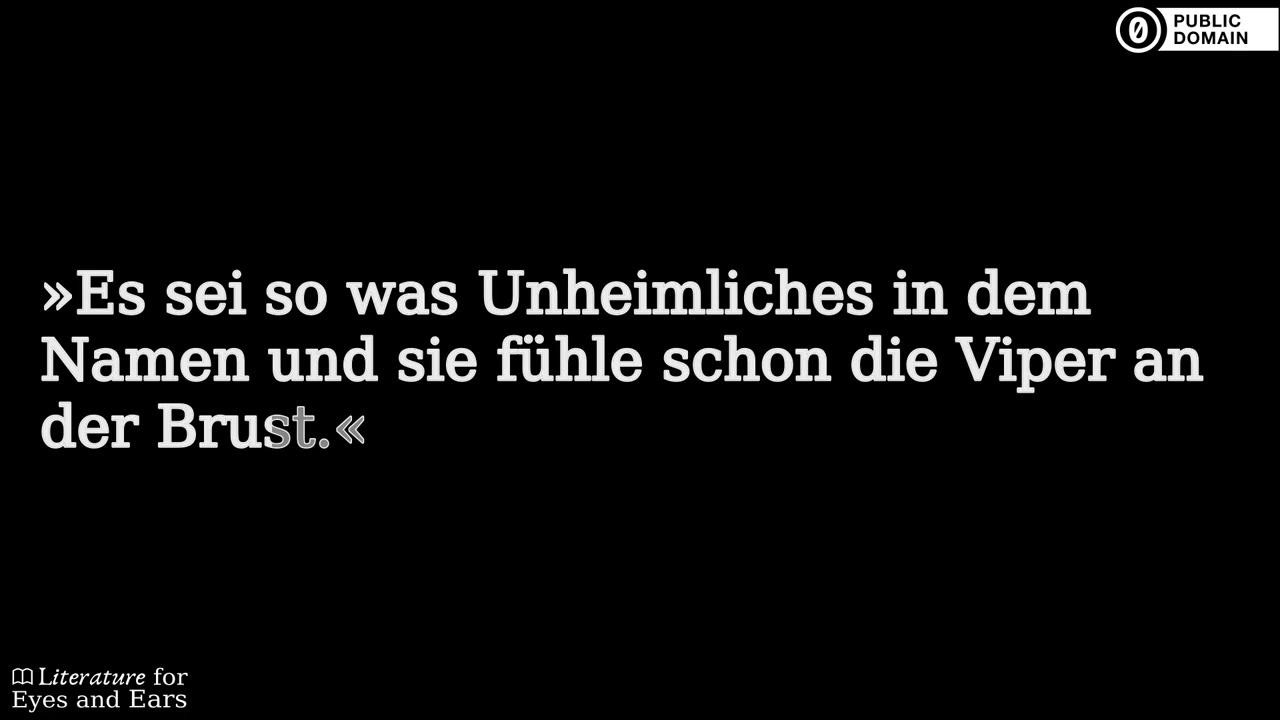 PUBLIC
DOMAIN
»Es sei so was Unheimliches in dem
Namen und sie fühle schon die Viper an
der Brust.«
Literature for
Eyes and Ears